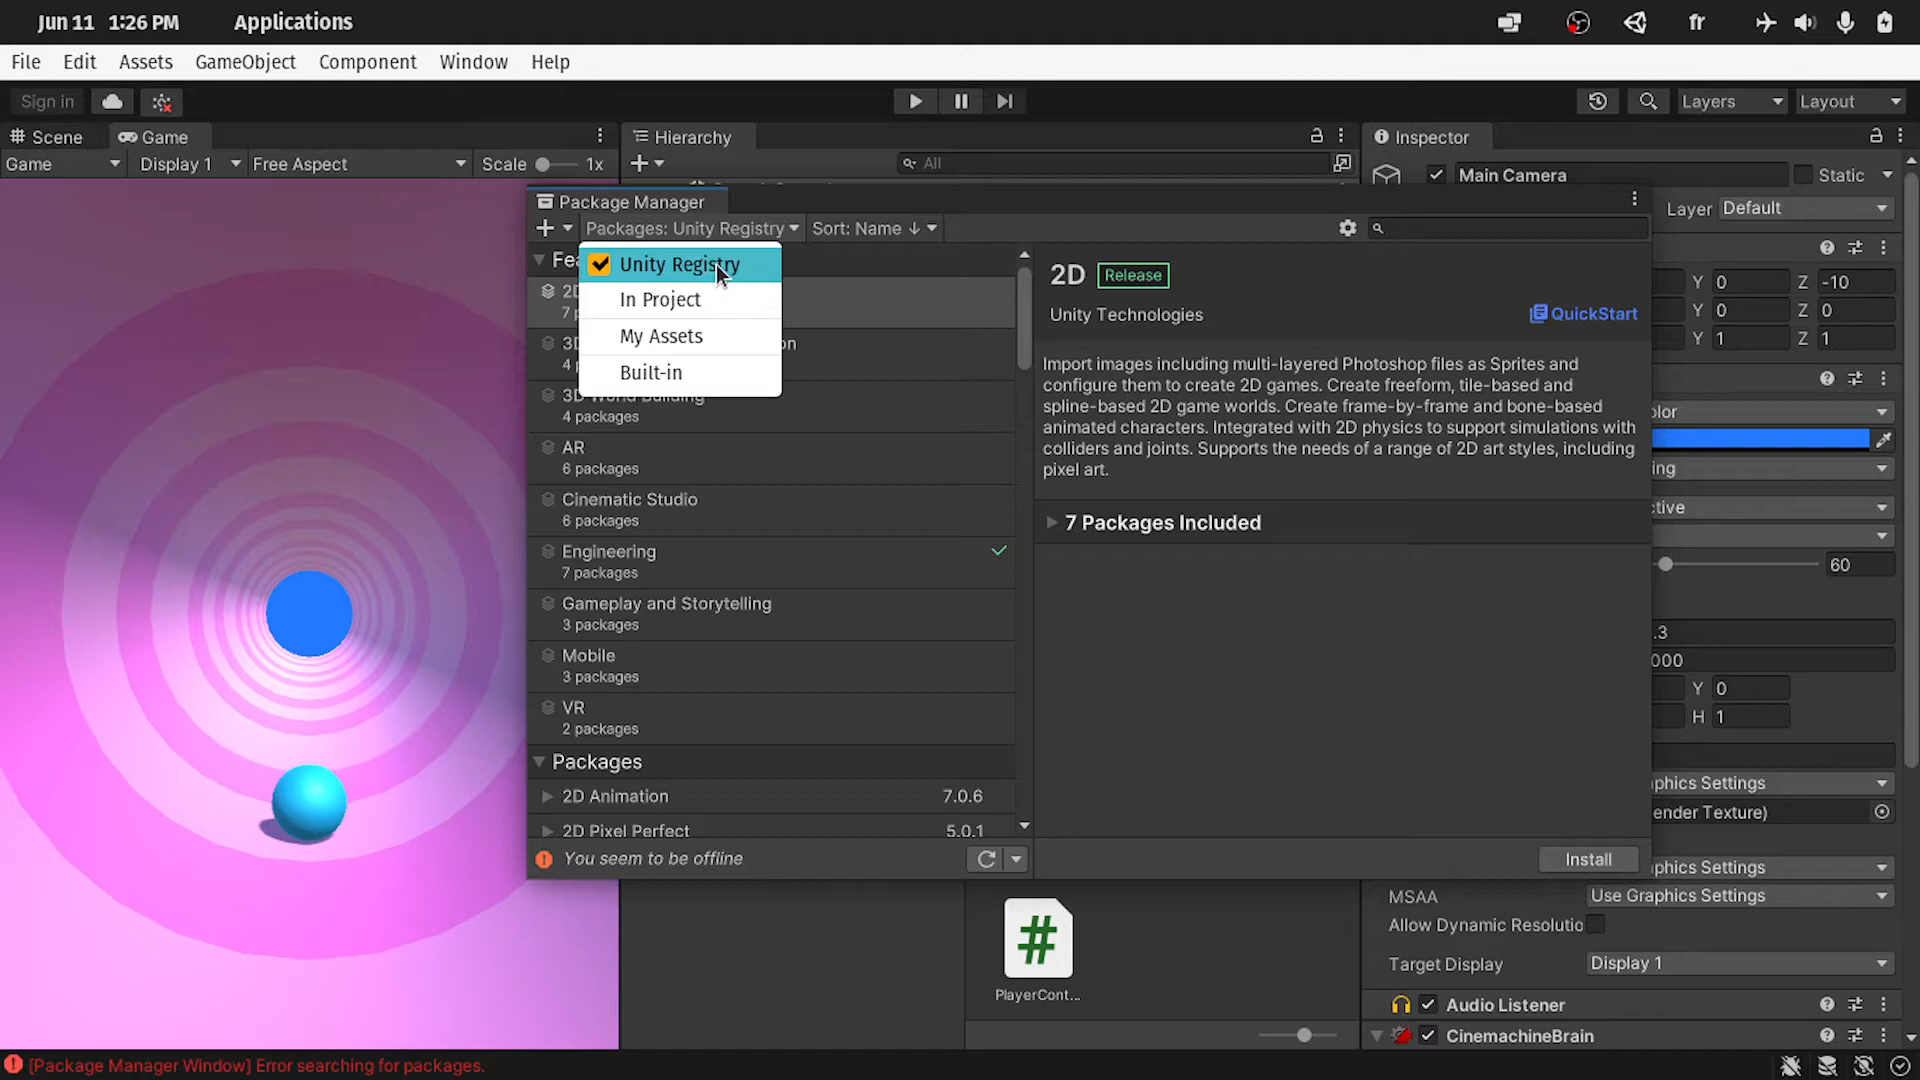 Jun 11 1:26 PM
Applications
fr
File Edit Assets GameObject Component Window Help
Sign in
Layers
Layout
Scene
Game
Hierarchy
Inspector
Game
Display 1
Free Aspect
Scale
1x
All
Main Camera
Static
Package Manager
Layer
Default
Packages: Unity Registry
Sort: Name ↓
Unity Registry
In Project
My Assets
Built-in
4 packages
AR
6 packages
Cinematic Studio
6 packages
Engineering
7 packages
Gameplay and Storytelling
3 packages
Mobile
3 packages
VR
2 packages
Packages
2D Animation
7.0.6
2D Pixel Perfect
5.0.1
You seem to be offline
2D
Release
Unity Technologies
QuickStart
Import images including multi-layered Photoshop files as Sprites and
configure them to create 2D games. Create freeform, tile-based and
spline-based 2D game worlds. Create frame-by-frame and bone-based
animated characters. Integrated with 2D physics to support simulations with
colliders and joints. Supports the needs of a range of 2D art styles, including
pixel art.
7 Packages Included
Install
Y 0 Z -10
Y 0 Z 0
Y 1 Z 1
60
Y 0
H 1
MSAA
Use Graphics Settings
Allow Dynamic Resolutio
Target Display
Display 1
Audio Listener
CinemachineBrain
PlayerCont...
[Package Manager Window] Error searching for packages.